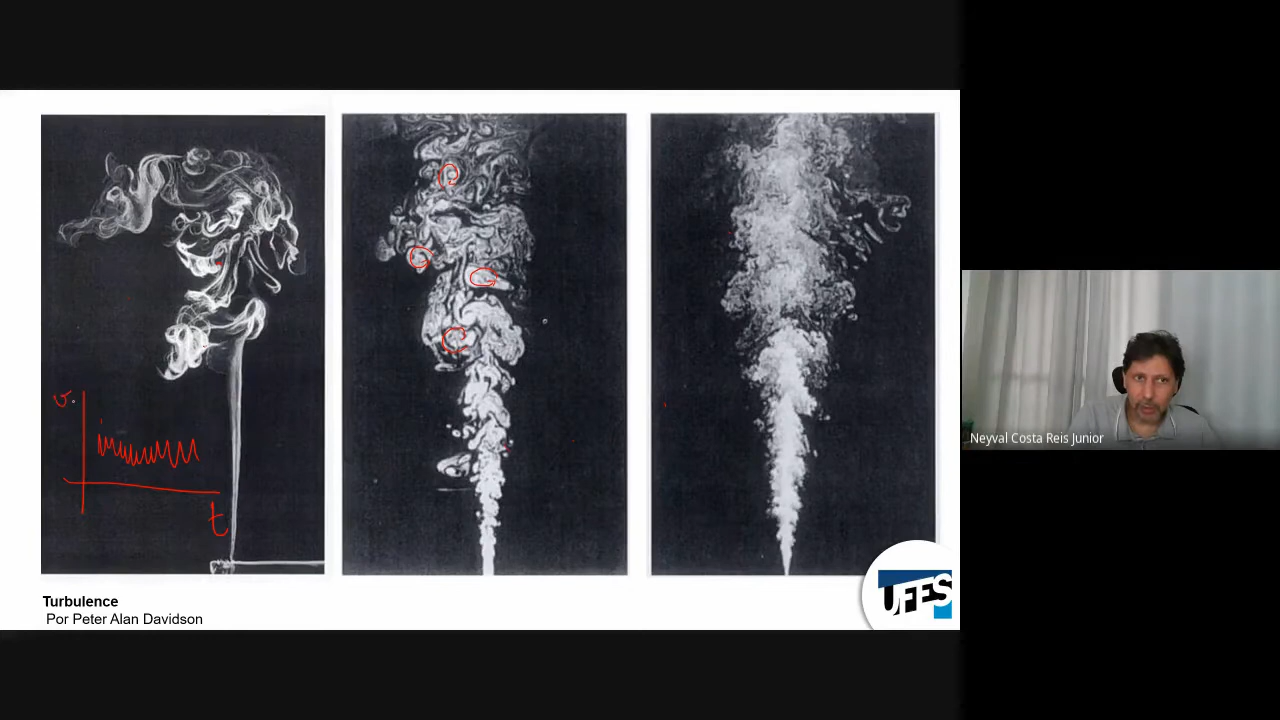 v
t
Turbulence
Por Peter Alan Davidson
UFES
Neyval Costa Reis Junior